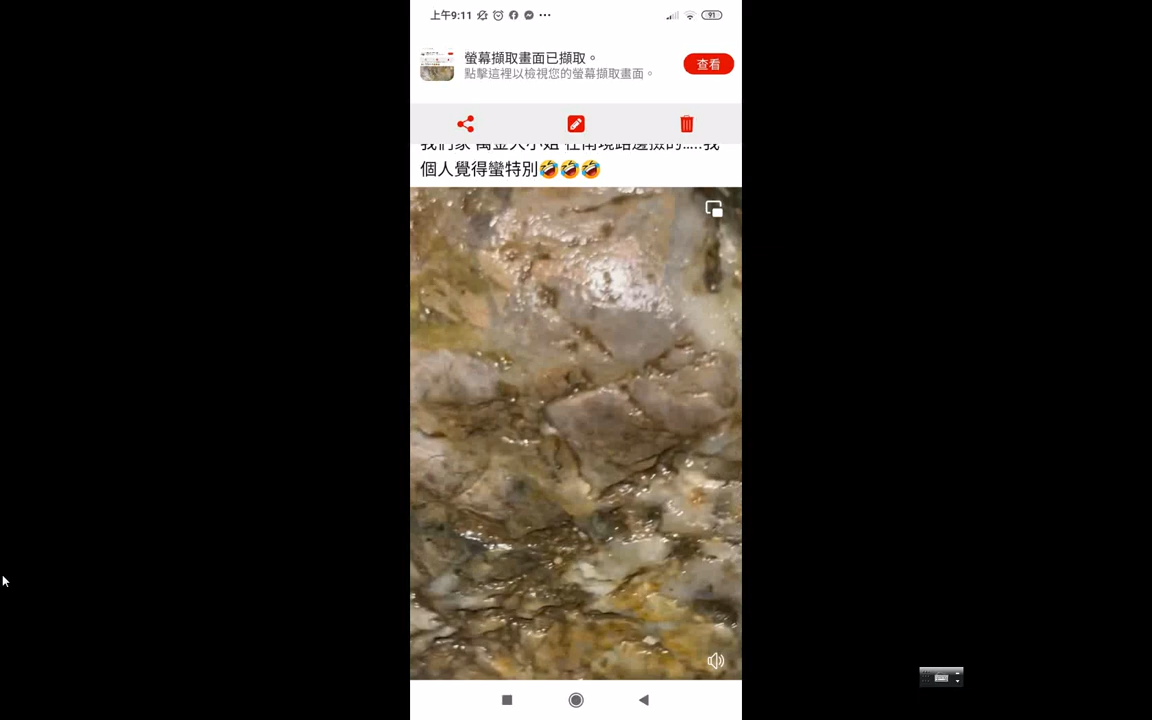 上午9:11
91
螢幕擷取畫面已擷取。
點擊這裡以檢視您的螢幕擷取畫面。
查看
個人覺得蠻特別🤣🤣🤣